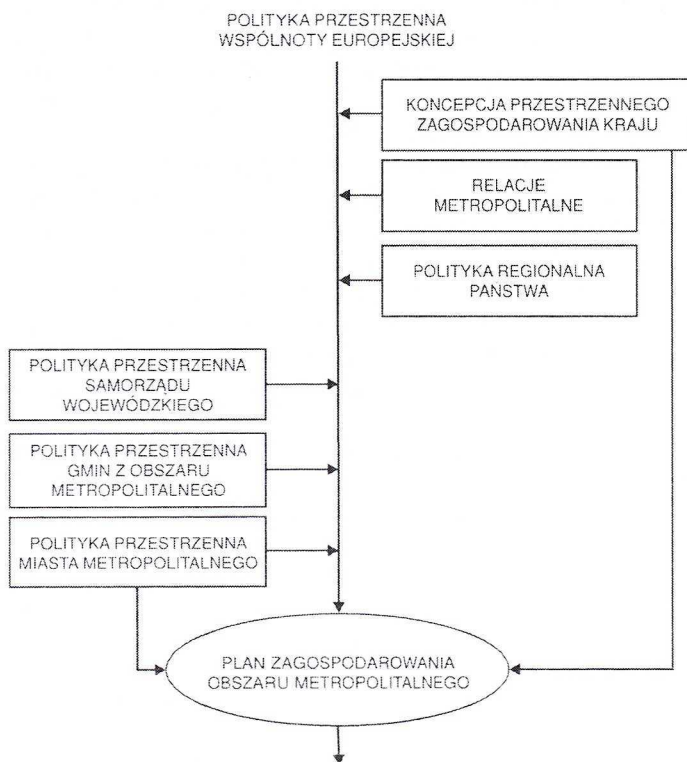 POLITYKA PRZESTRZENNA
WSPÓLNOTY EUROPEJSKIEJ
KONCEPCJA PRZESTRZENNEGO
ZAGOSPODAROWANIA KRAJU
RELACJE
METROPOLITALNE
POLITYKA REGIONALNA
PAŃSTWA
POLITYKA PRZESTRZENNA
SAMORZĄDU
WOJEWÓDZKIEGO
POLITYKA PRZESTRZENNA
GMIN Z OBSZARU
METROPOLITALNEGO
POLITYKA PRZESTRZENNA
MIASTA METROPOLITALNEGO
PLAN ZAGOSPODAROWANIA
OBSZARU METROPOLITALNEGO